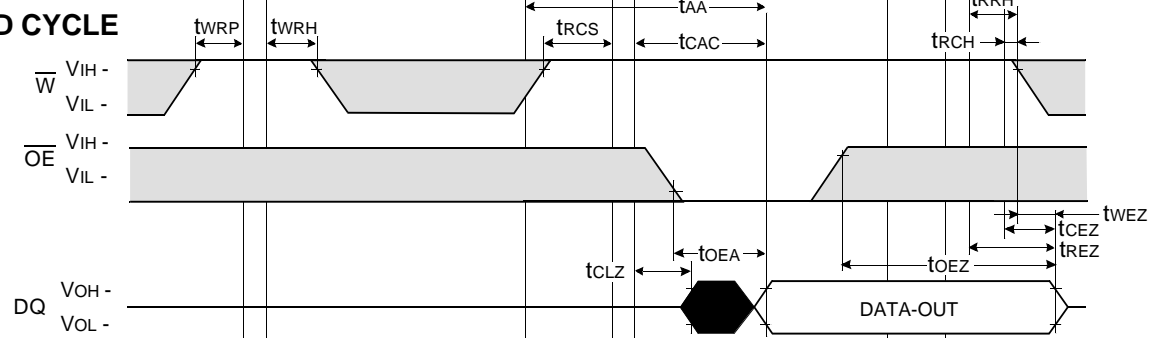 tAA
tRRH
D CYCLE
tWRP
tWRH
tRCS
tCAC
tRCH
W
VIH -
VIL -
OE
VIH -
VIL -
tWEZ
tCEZ
tREZ
tOEA
tOEZ
tCLZ
DQ
VOH -
VOL -
DATA-OUT